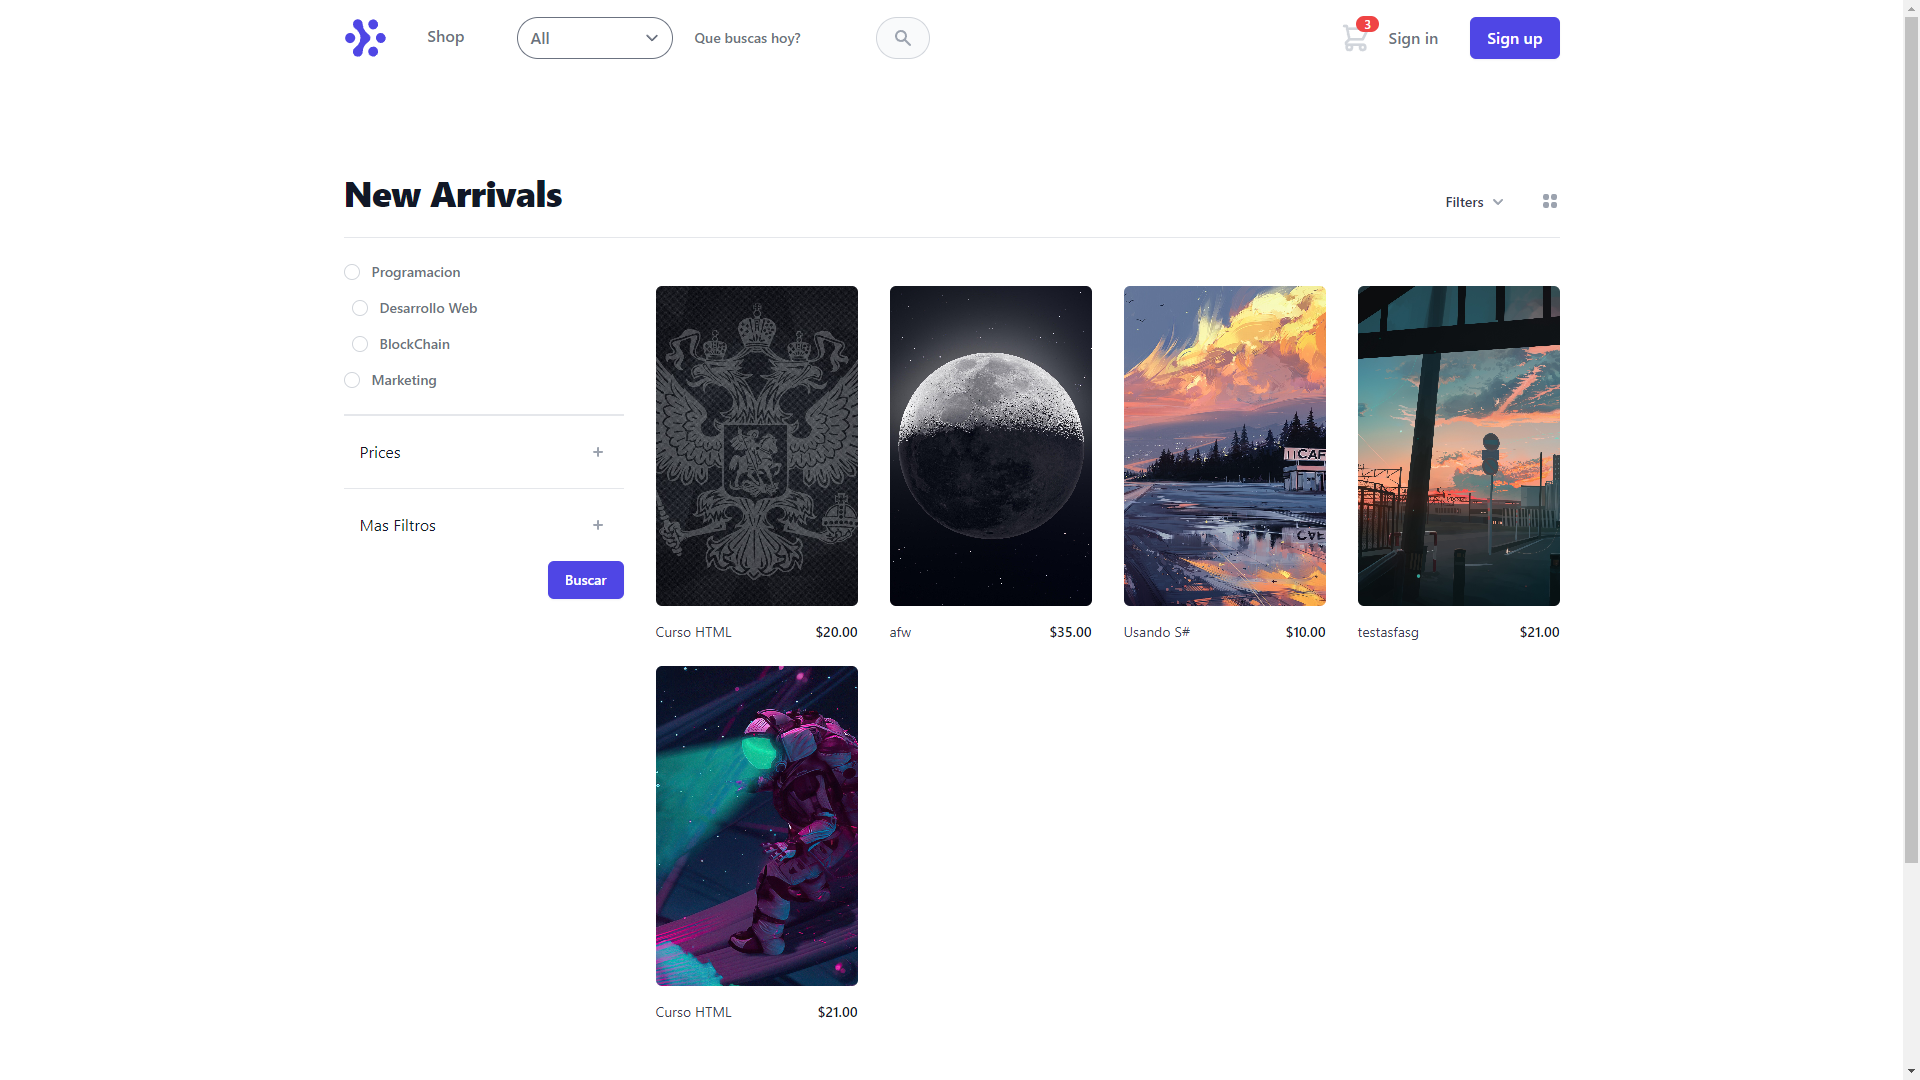 Shop
All
Que buscas hoy?
3
Sign in
Sign up
New Arrivals
Filters
Programacion
Desarrollo Web
BlockChain
Marketing
Prices
Mas Filtros
Buscar
CAF
CAFE
Curso HTML
$20.00
afw
$35.00
Usando S#
$10.00
testasfasg
$21.00
Curso HTML
$21.00